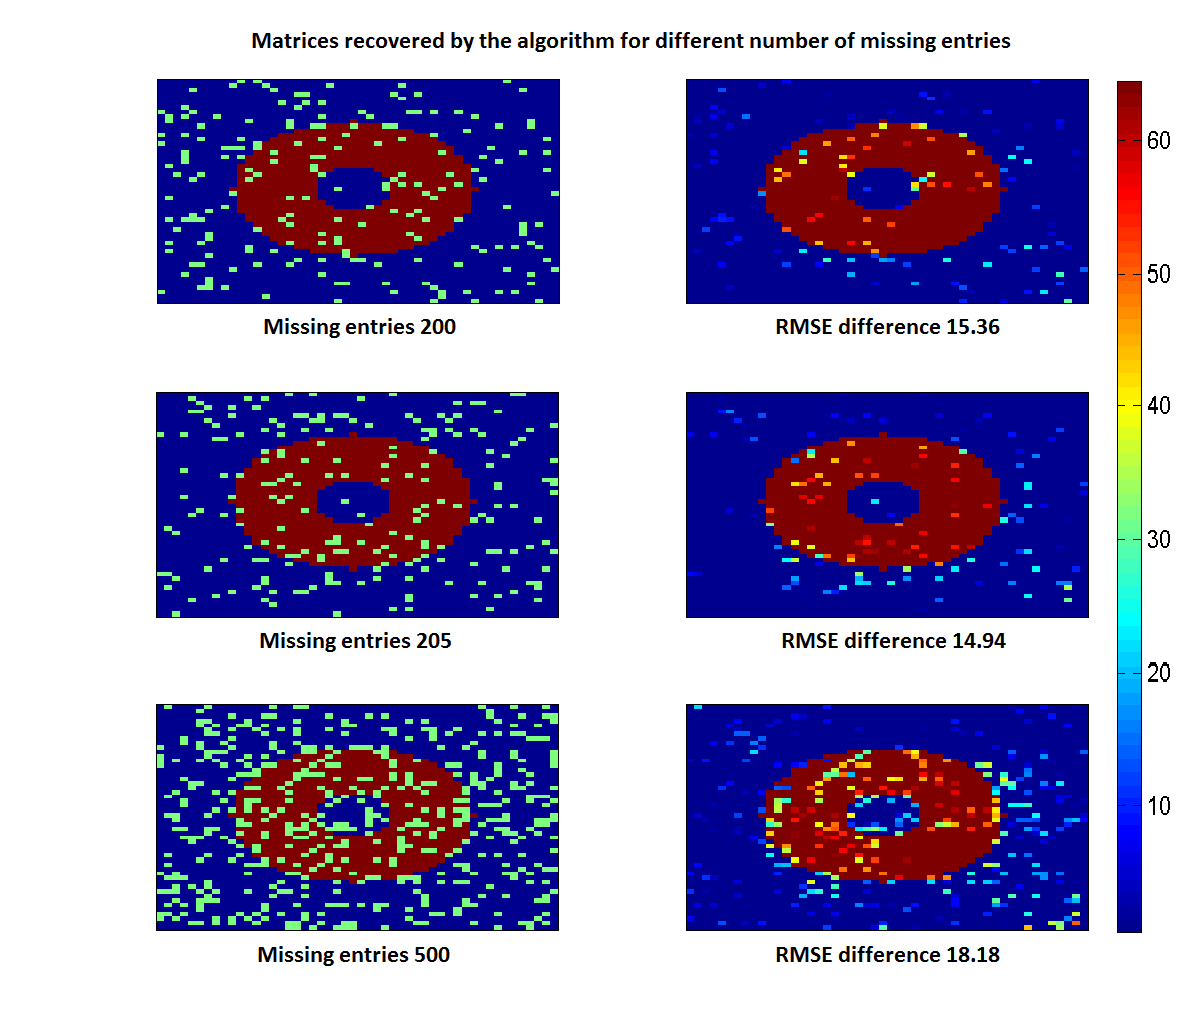 Matrices recovered by the algorithm for different number of missing entries
60
Missing entries 200
RMSE difference 15.36
50
40
30
Missing entries 205
RMSE difference 14.94
20
10
Missing entries 500
RMSE difference 18.18